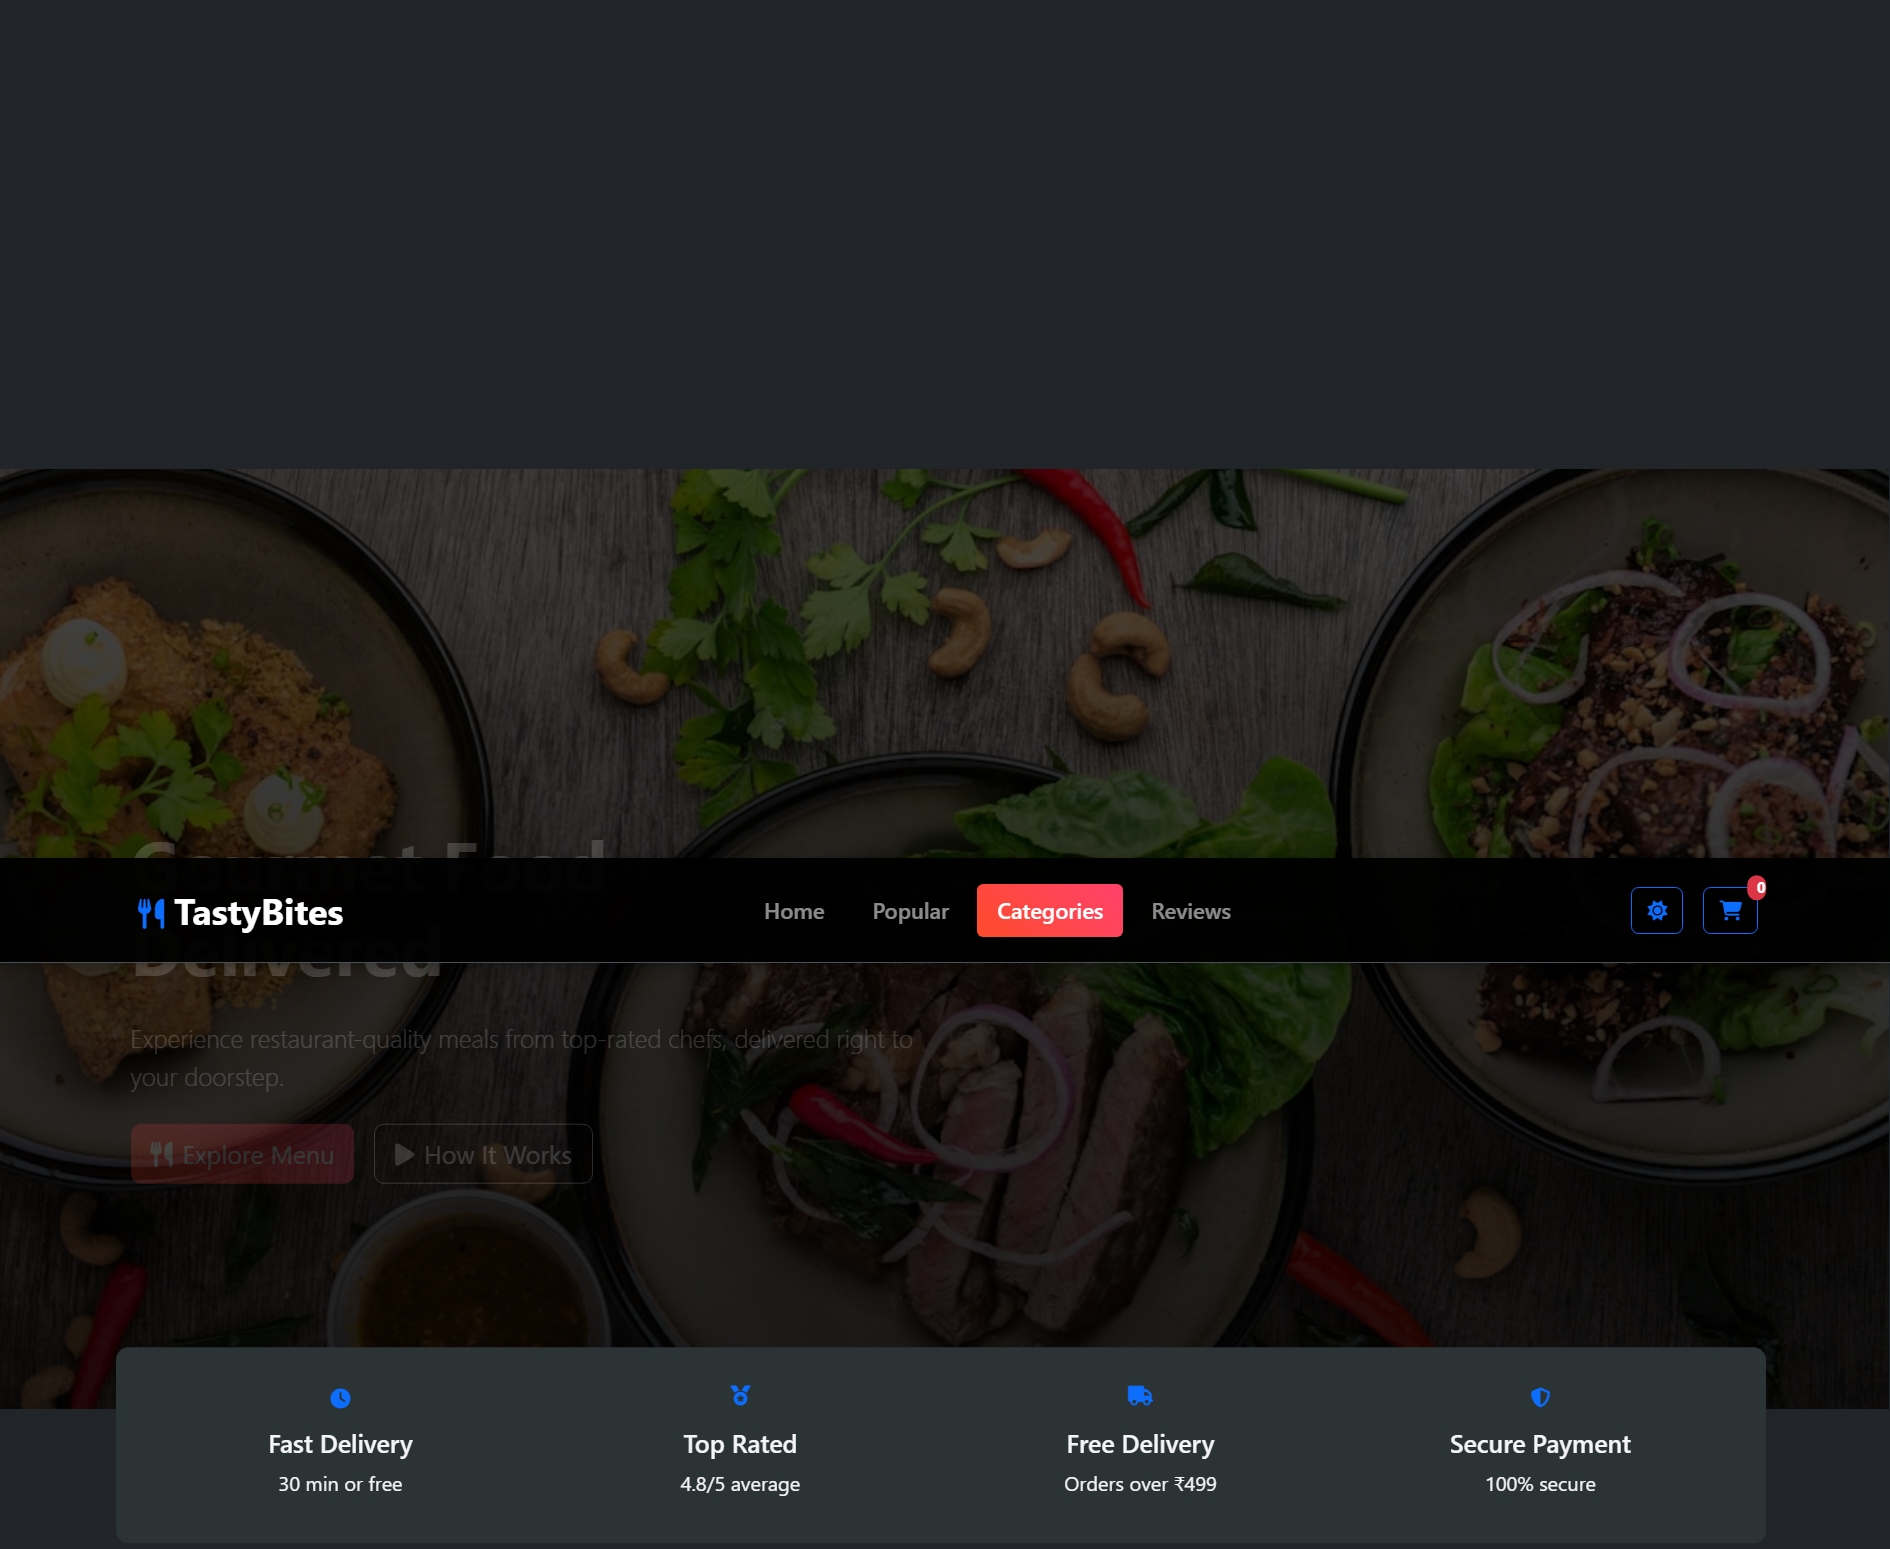 Gourmet Food
TastyBites
Home Popular Categories Reviews
0
Delivered
Experience restaurant-quality meals from top-rated chefs, delivered right to
your doorstep.
Explore Menu How It Works
Fast Delivery
30 min or free
Top Rated
4.8/5 average
Free Delivery
Orders over ₹499
Secure Payment
100% secure